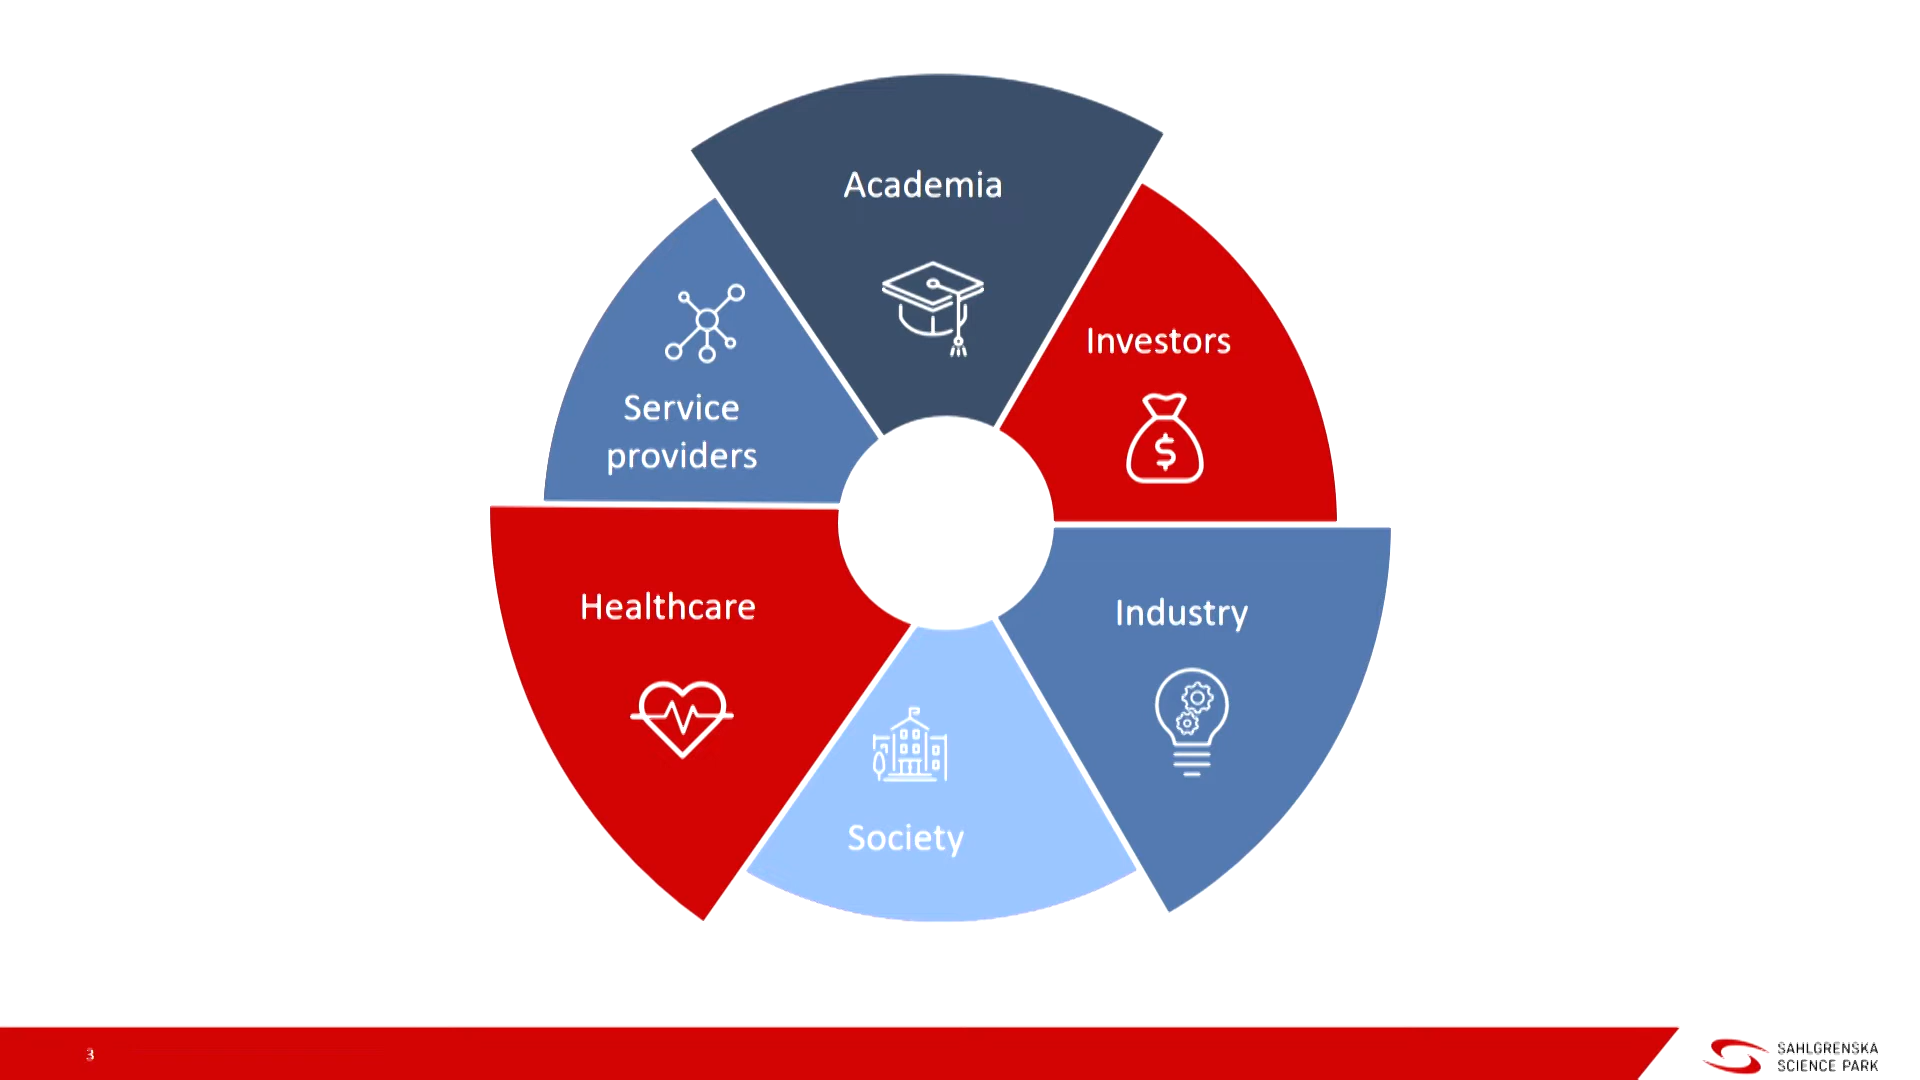 Academia
Investors
$
Service
providers
Healthcare
Industry
Society
3
SAHLGRENSKA
SCIENCE PARK